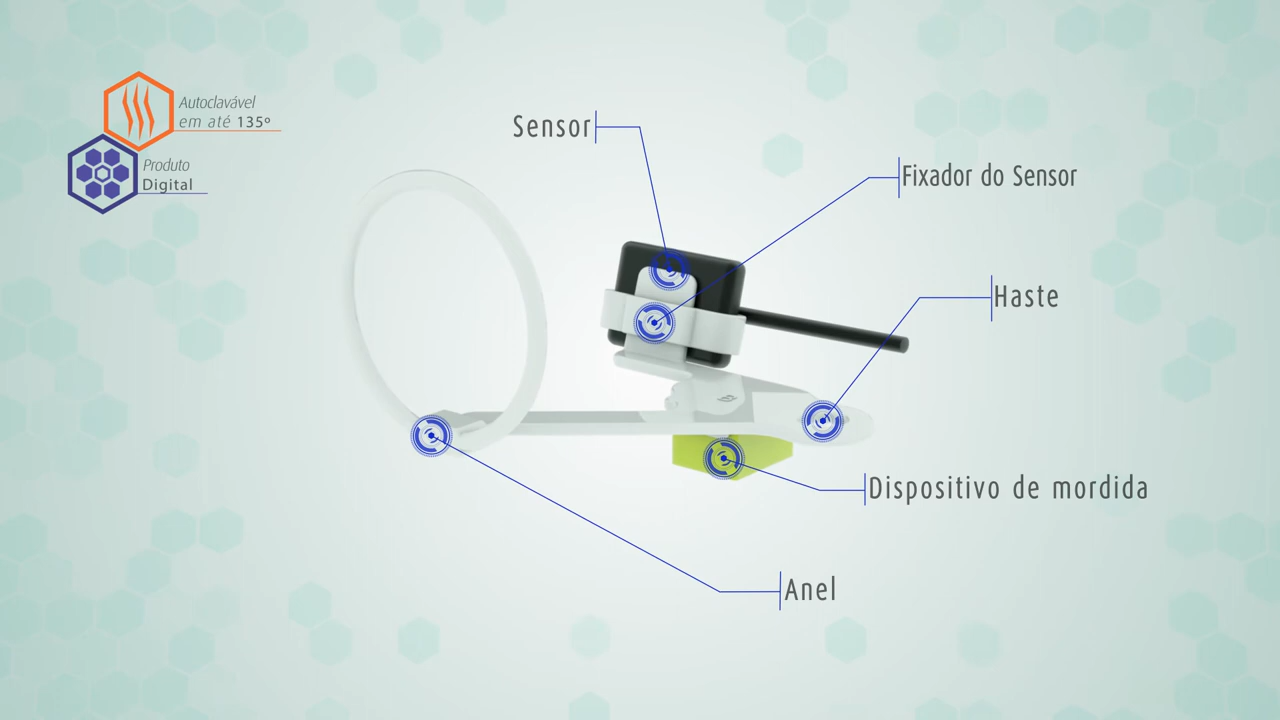 Autoclavável
em até 135º
Produto
Digital
Sensor
Fixador do Sensor
Haste
Dispositivo de mordida
Anel